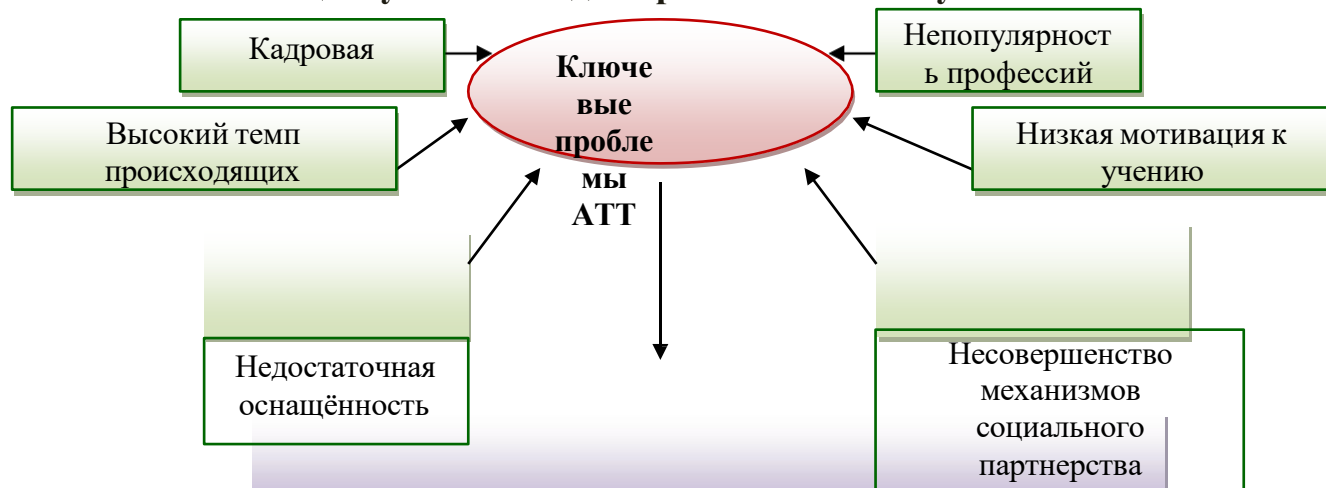 Кадровая
Ключе
вые
пробле
мы
АТТ
Непопулярност
ь профессий
Высокий темп
происходящих
Низкая мотивация к
учению
Недостаточная
оснащённость
Несовершенство
механизмов
социального
партнерства